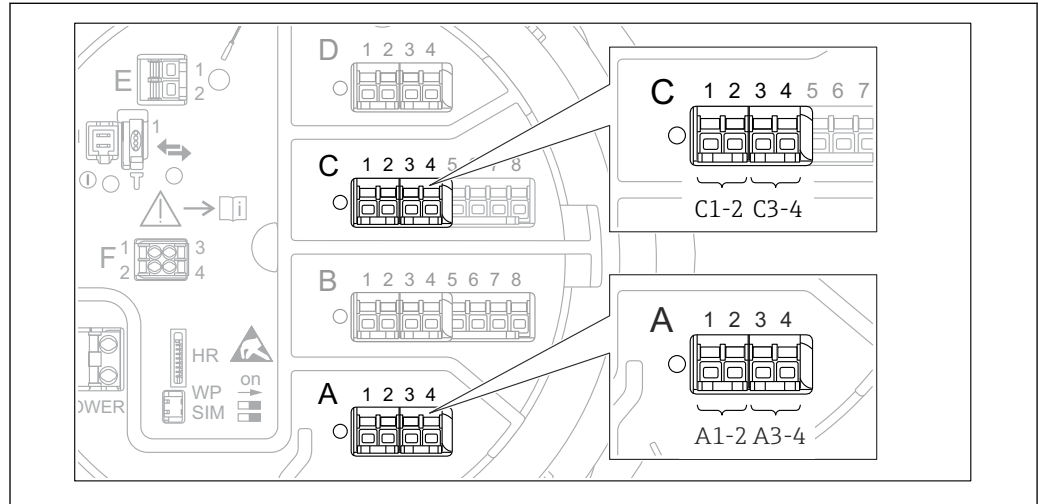 D 1 2 3 4
E 1
2
C 1 2 3 4 5 6 7
C1-2 C3-4
1
C 1 2 3 4 5 6 7 8
i
F 1 3
2 4
B 1 2 3 4 5 6 7 8
A 1 2 3 4
A1-2 A3-4
HR
WP on
SIM
OWER
A 1 2 3 4